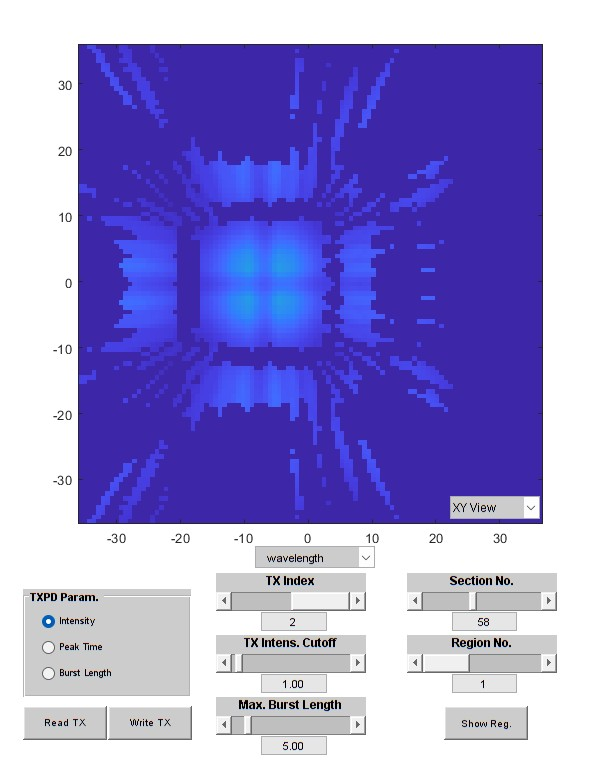 30
20
10
0
-10
-20
-30
XY View
-30 -20 -10 0 10 20 30
wavelength
TX Index
2
Section No.
58
TXPD Param.
Intensity
Peak Time
Burst Length
TX Intens. Cutoff
1.00
Region No.
1
Max. Burst Length
5.00
Read TX
Write TX
Show Reg.